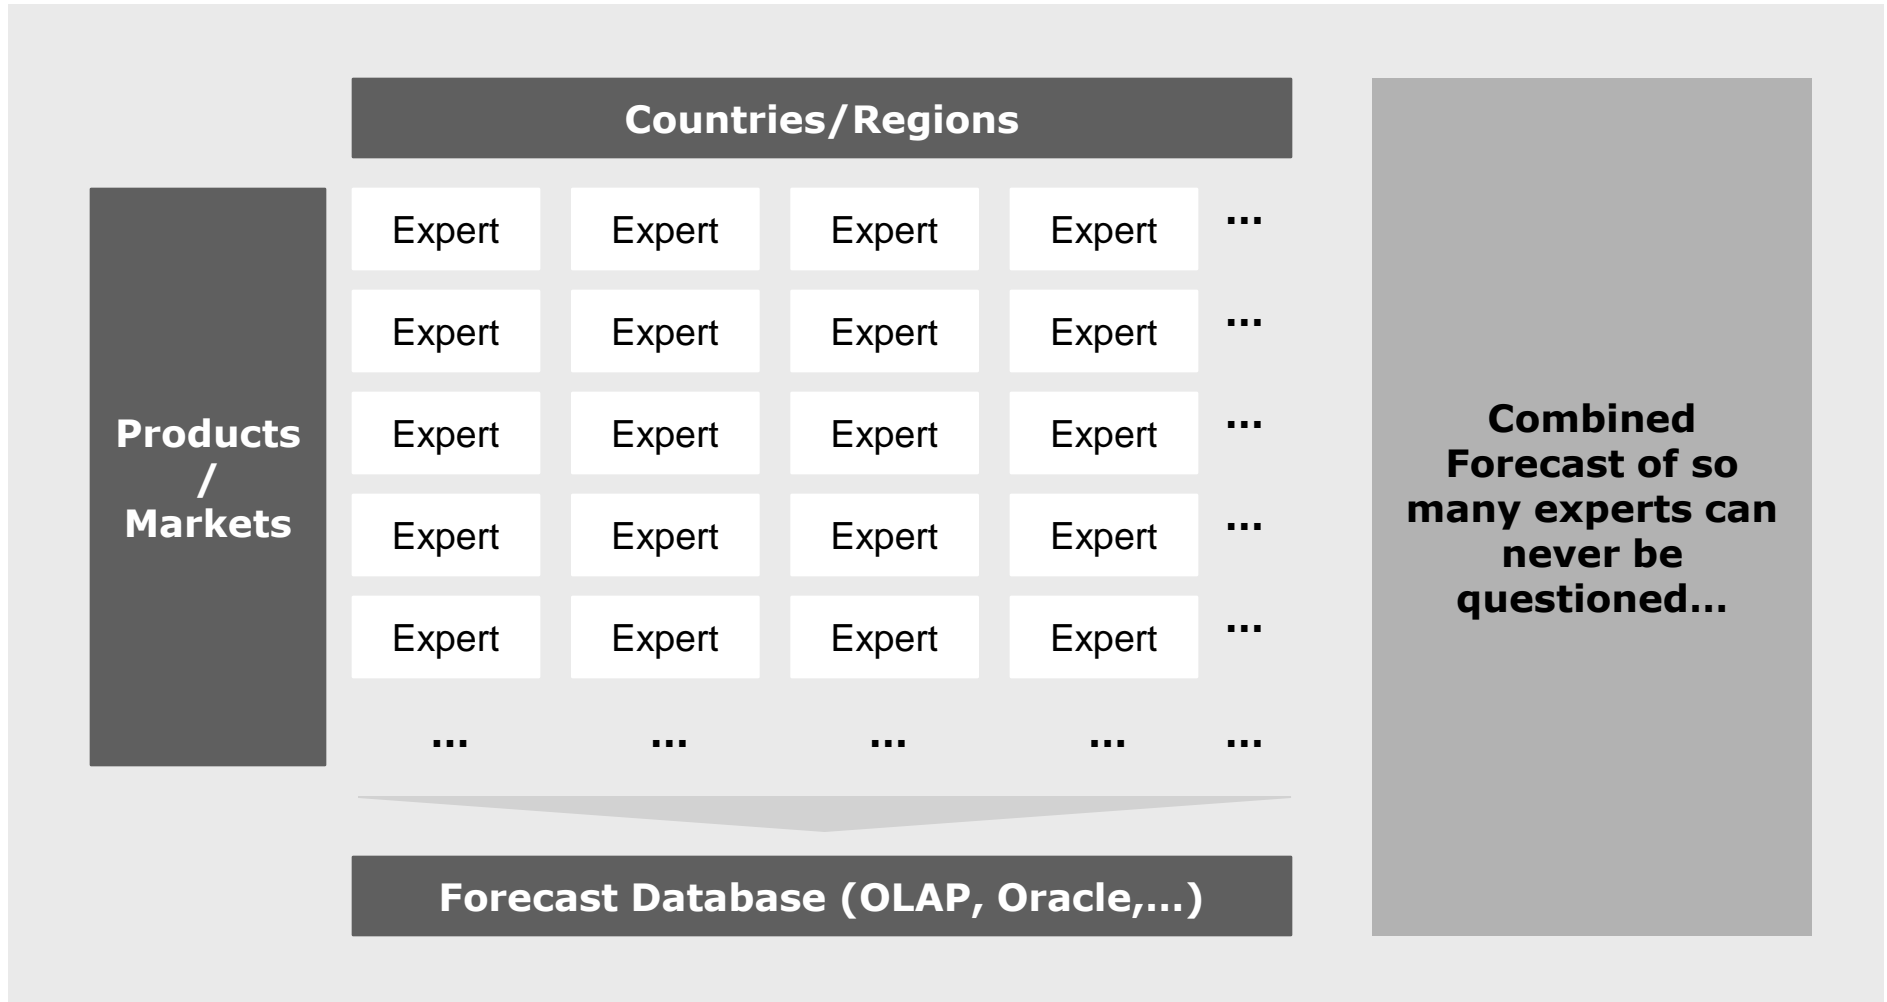 Countries/Regions
Products
/
Markets
Expert Expert Expert Expert ...
Expert Expert Expert Expert ...
Expert Expert Expert Expert ...
Expert Expert Expert Expert ...
Expert Expert Expert Expert ...
... ... ... ... ...
Forecast Database (OLAP, Oracle,...)
Combined
Forecast of so
many experts can
never be
questioned...